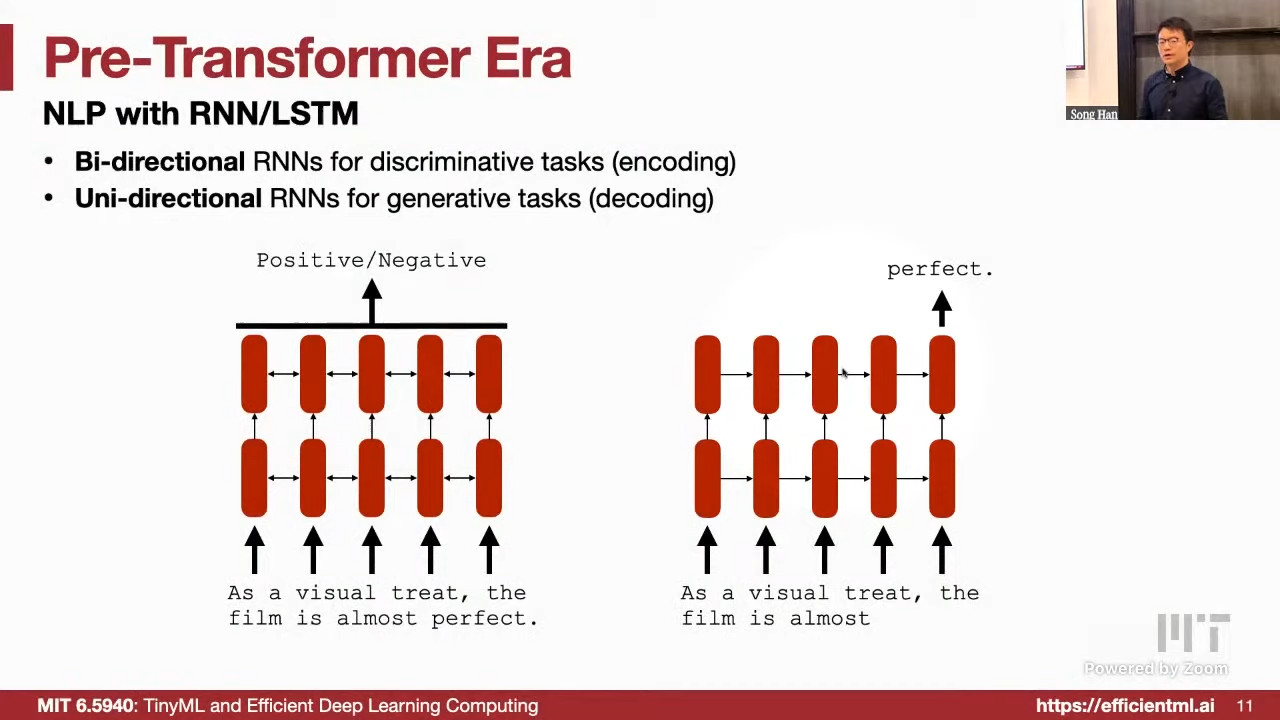 Pre-Transformer Era
NLP with RNN/LSTM
• Bi-directional RNNs for discriminative tasks (encoding)
• Uni-directional RNNs for generative tasks (decoding)
Song Han
Positive/Negative
As a visual treat, the
film is almost perfect.
perfect.
As a visual treat, the
film is almost
MIT
Powered by Zoom
MIT 6.5940: TinyML and Efficient Deep Learning Computing
https://efficientml.ai 11